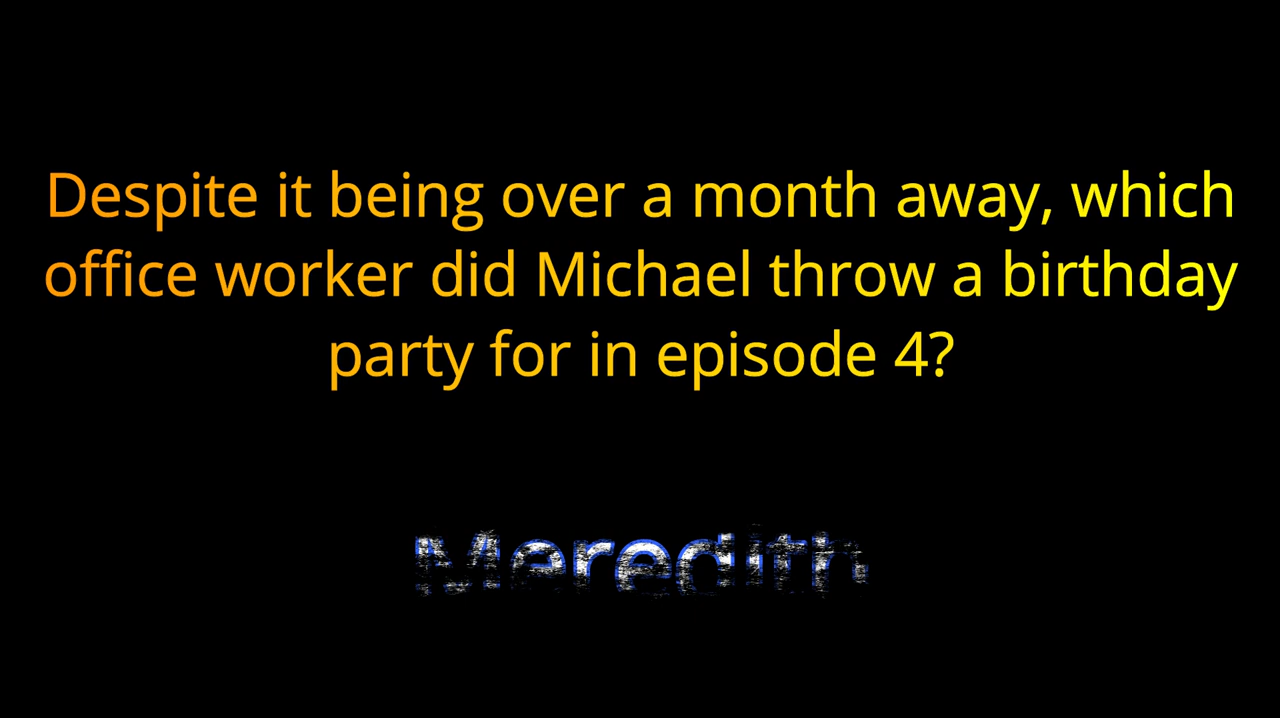 Despite it being over a month away, which
office worker did Michael throw a birthday
party for in episode 4?
Meredith